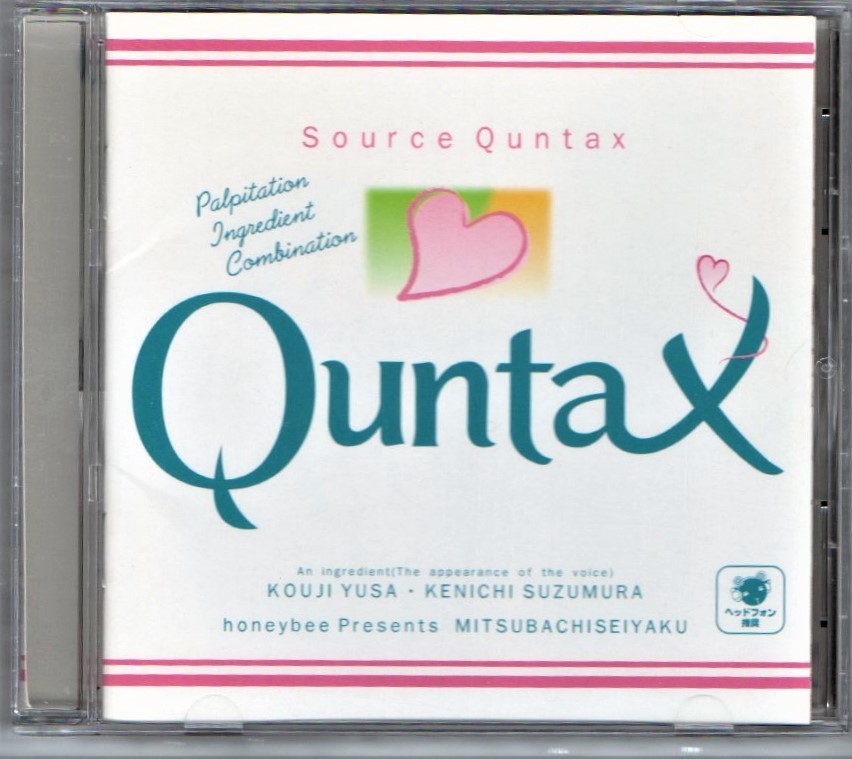 Source Quntax
Palpitation
Ingredient
Combination
Quntax
An ingredient(The appearance of the voice)
KOUJI YUSA・KENICHI SUZUMURA
honeybee Presents MITSUBACHISEIYAKU
ヘッドフォン
推奨